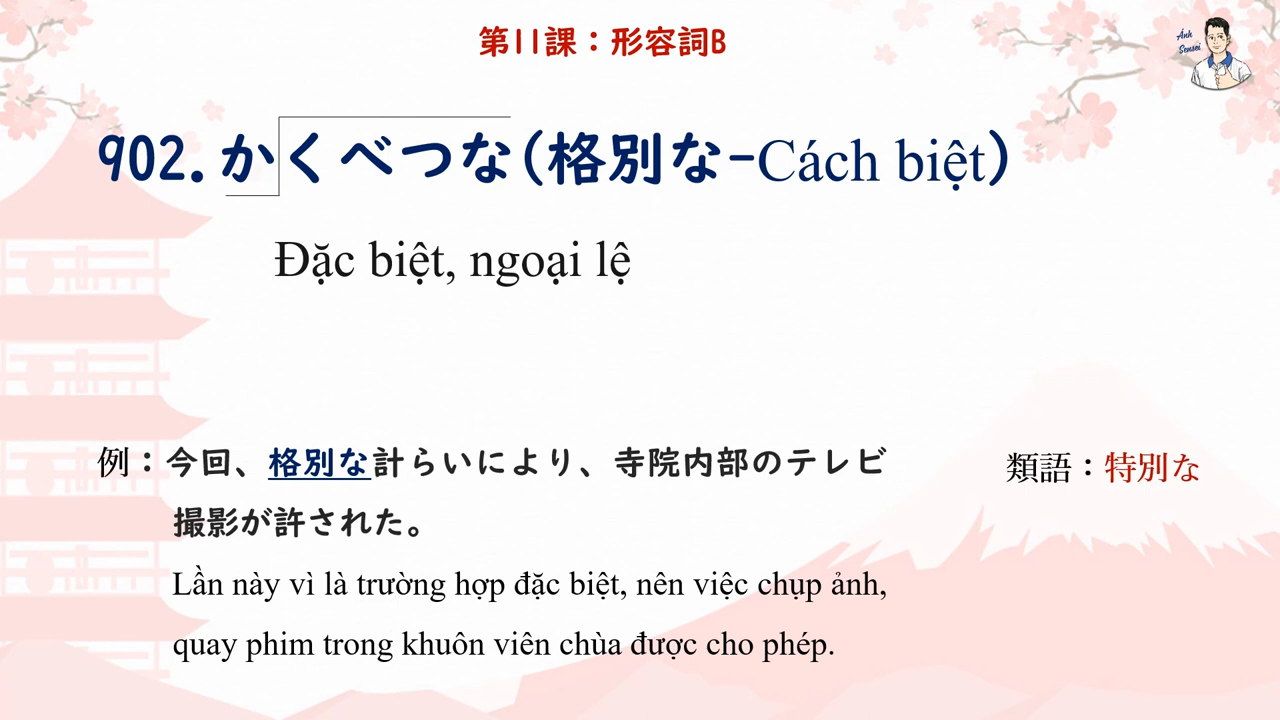 第11課：形容詞B
Anh
Sensei
902.かくべつな(格別な-Cách biệt)
Đặc biệt, ngoại lệ
例：今回、格別な計らいにより、寺院内部のテレビ
撮影が許された。
類語：特別な
Lần này vì là trường hợp đặc biệt, nên việc chụp ảnh,
quay phim trong khuôn viên chùa được cho phép.